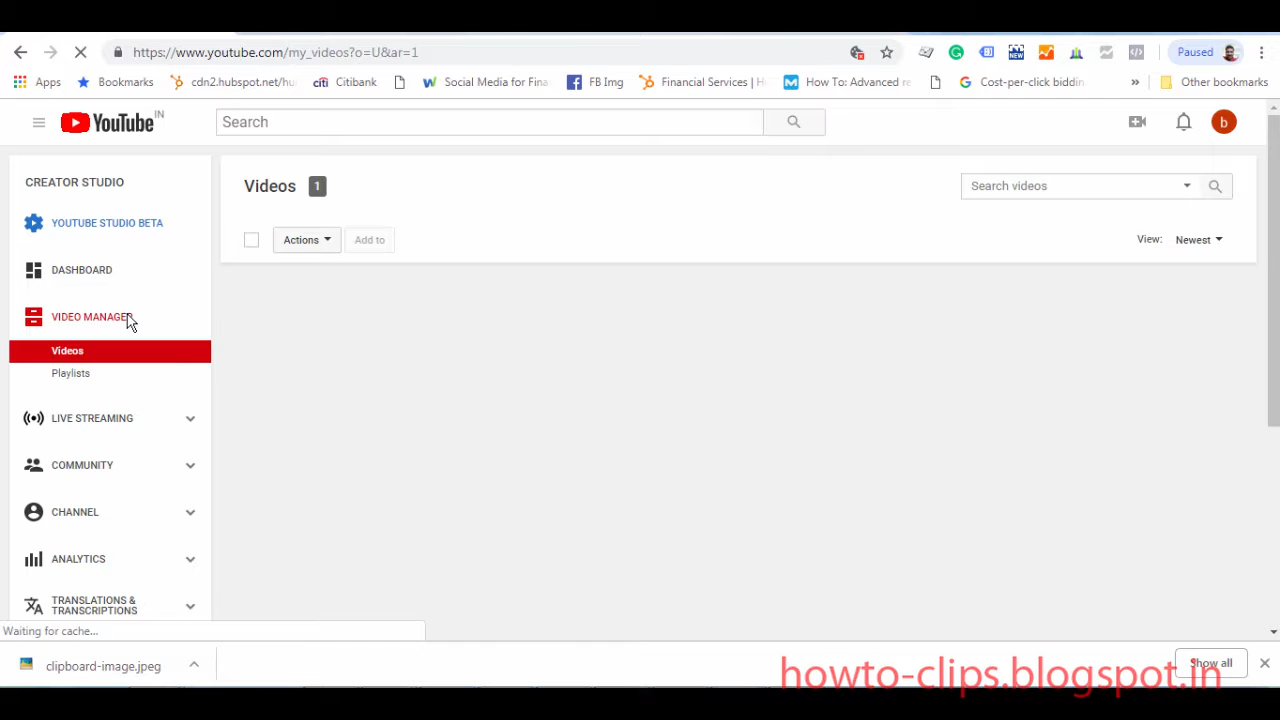 https://www.youtube.com/my_videos?o=U&ar=1
Paused
Apps
Bookmarks
cdn2.hubspot.net/hu
citi Citibank
Social Media for Fina
FB Img
Financial Services | H
How To: Advanced re
Cost-per-click biddin
»
Other bookmarks
YouTube IN
Search
b
CREATOR STUDIO
Videos 1
Search videos
YOUTUBE STUDIO BETA
Actions
Add to
View:
Newest
DASHBOARD
VIDEO MANAGER
Videos
Playlists
LIVE STREAMING
COMMUNITY
CHANNEL
ANALYTICS
TRANSLATIONS &
TRANSCRIPTIONS
Waiting for cache...
clipboard-image.jpeg
Show all
howto-clips.blogspot.in